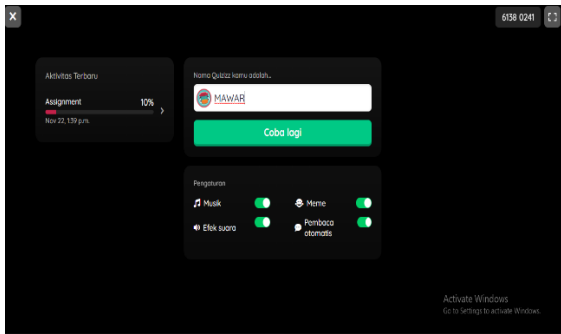 X
6138 0241
Aktivitas Terbaru
Assignment 10%
Nov 22, 1:39 p.m.
Nama Quizizz kamu adalah..
MAWAR
Coba lagi
Pengaturan
Musik
Meme
Efek suara
Pembaca
otomatis
Activate Windows
Go to Settings to activate Windows.